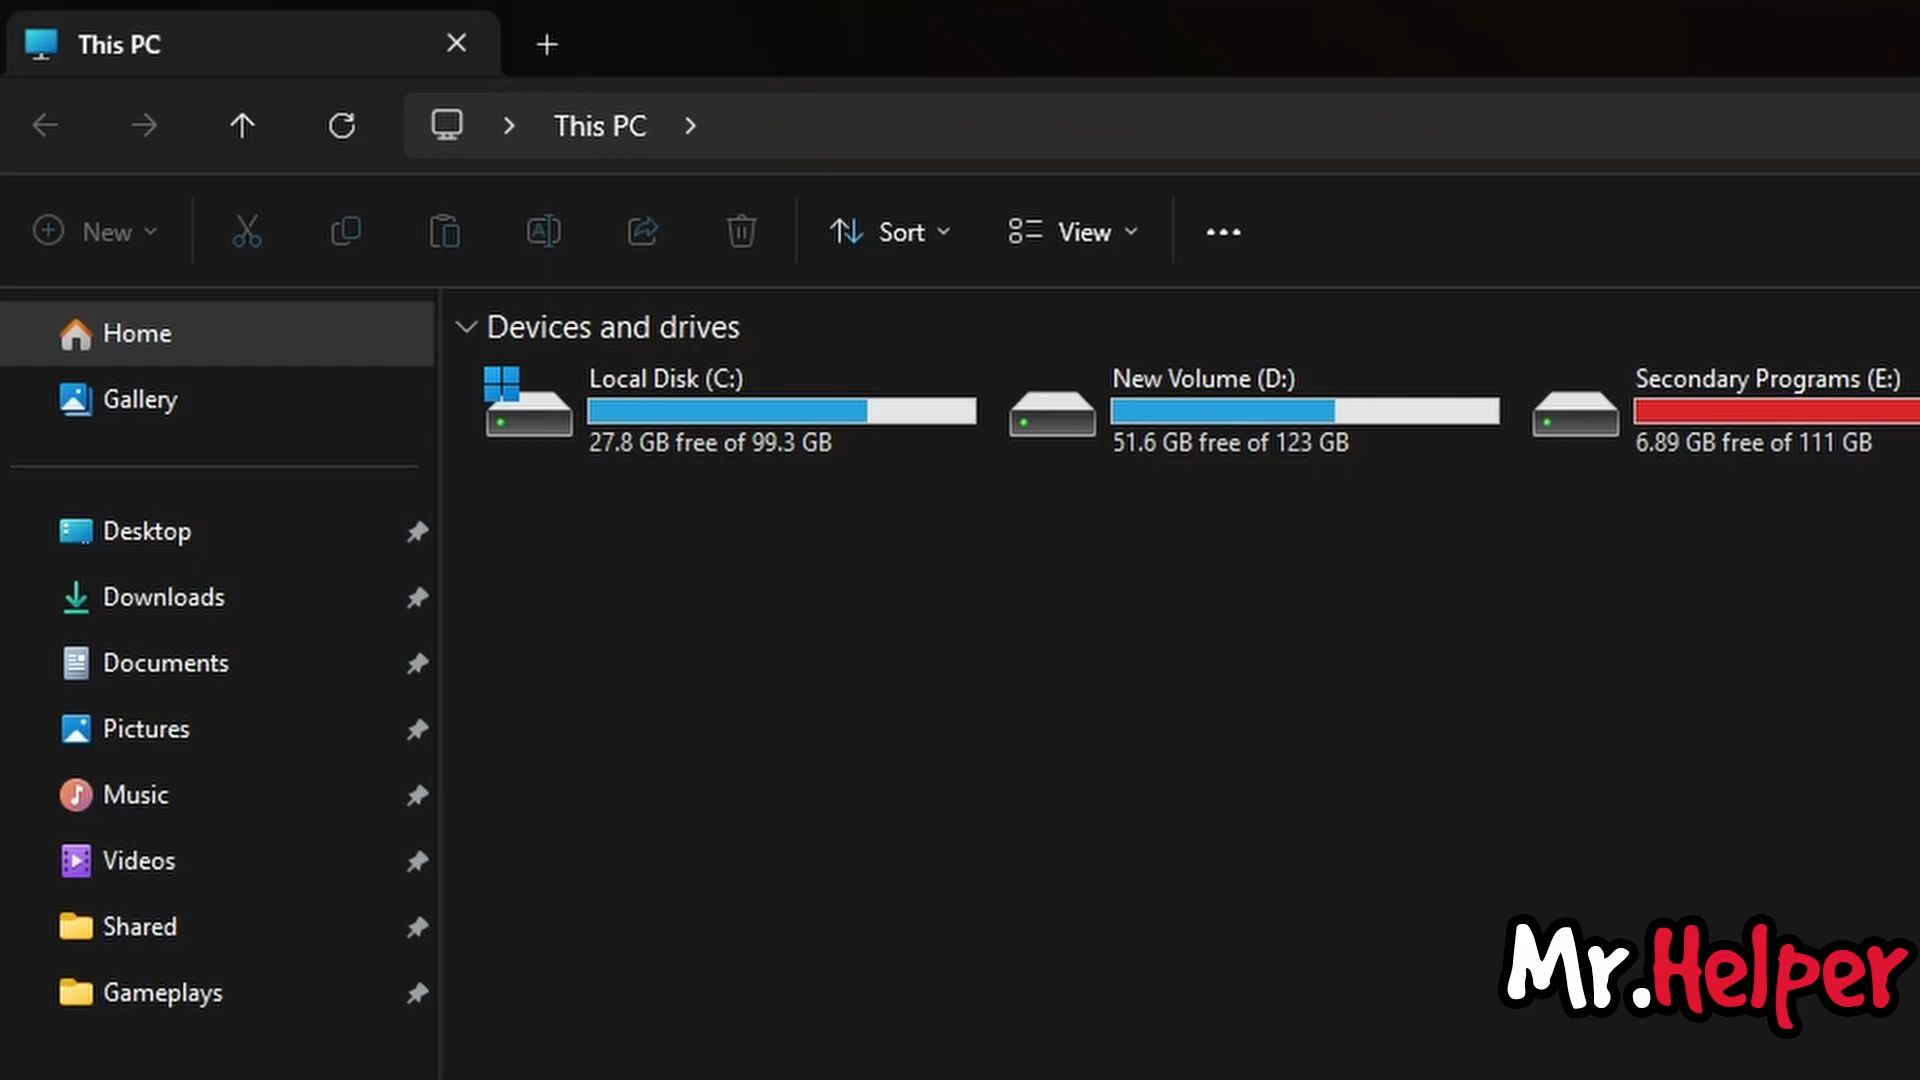 This PC
This PC
New
Sort
View
Home
Gallery
Desktop
Downloads
Documents
Pictures
Music
Videos
Shared
Gameplays
Devices and drives
Local Disk (C:)
27.8 GB free of 99.3 GB
New Volume (D:)
51.6 GB free of 123 GB
Secondary Programs (E:)
6.89 GB free of 111 GB
Mr.Helper